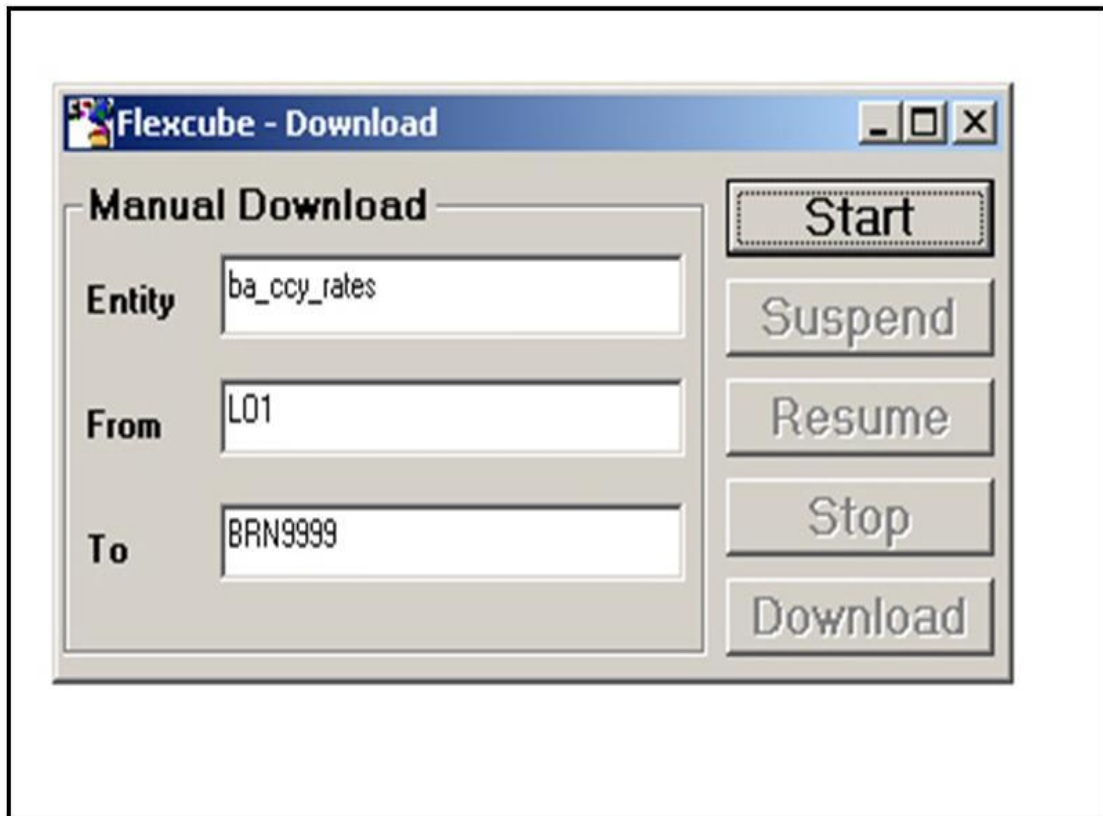 Flexcube - Download
Manual Download
Entity
ba_ccy_rates
From
L01
To
BRN9999
Start
Suspend
Resume
Stop
Download